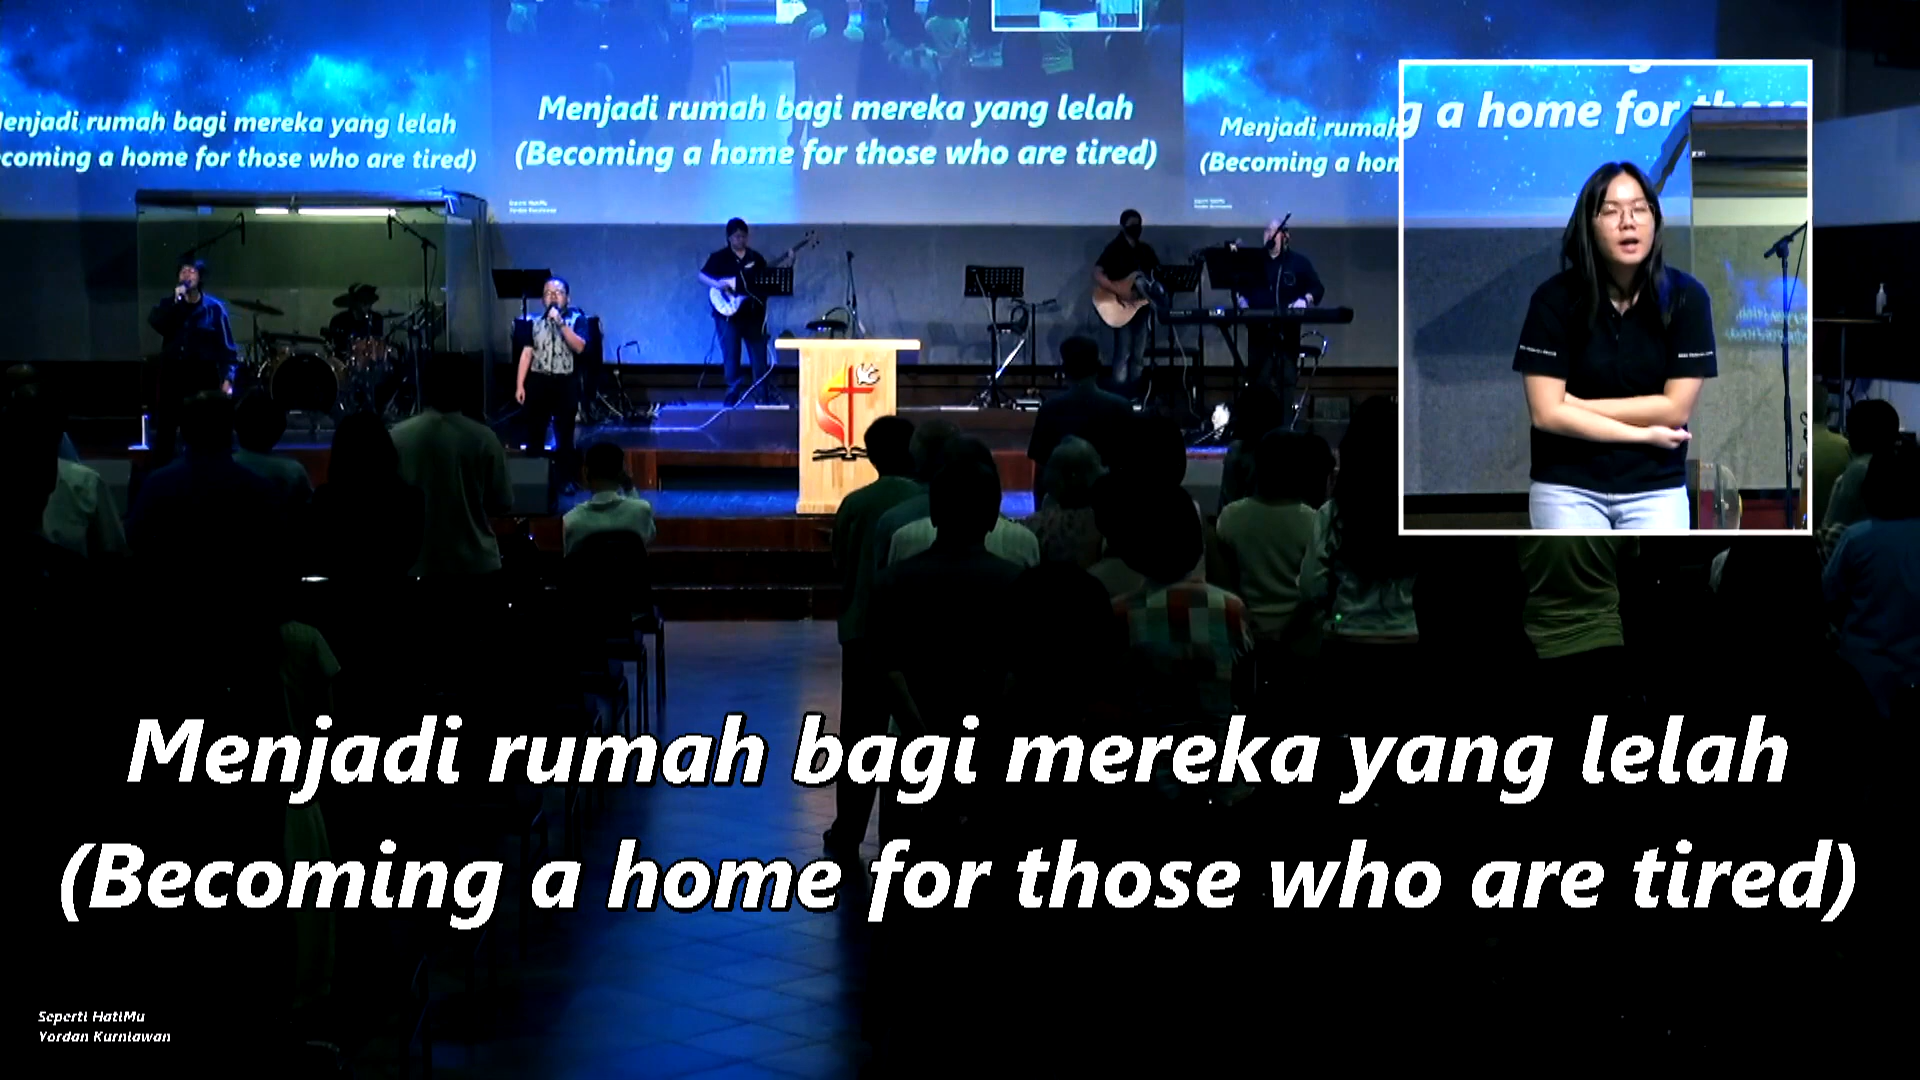 Menjadi rumah bagi mereka yang lelah
(Becoming a home for those who are tired)
Menjadi rumah bagi mereka yang lelah
(Becoming a home for those who are tired)
Menjadi rumah
(Becoming a hom
g a home for those
Menjadi rumah bagi mereka yang lelah
(Becoming a home for those who are tired)
Seperti HatiMu
Yordan Kurniawan